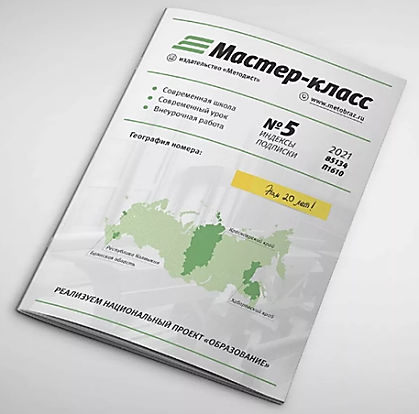 Мастер-класс
издательство «Методист»
www.metobraz.ru
Современная школа
Современный урок
Внеурочная работа
№5
ИНДЕКСЫ
ПОДПИСКИ
2021
В5134
П1610
География номера:
Нам 20 лет!
Красноярский край
Республика Калмыкия
Брянская область
Хабаровский край
РЕАЛИЗУЕМ НАЦИОНАЛЬНЫЙ ПРОЕКТ «ОБРАЗОВАНИЕ»